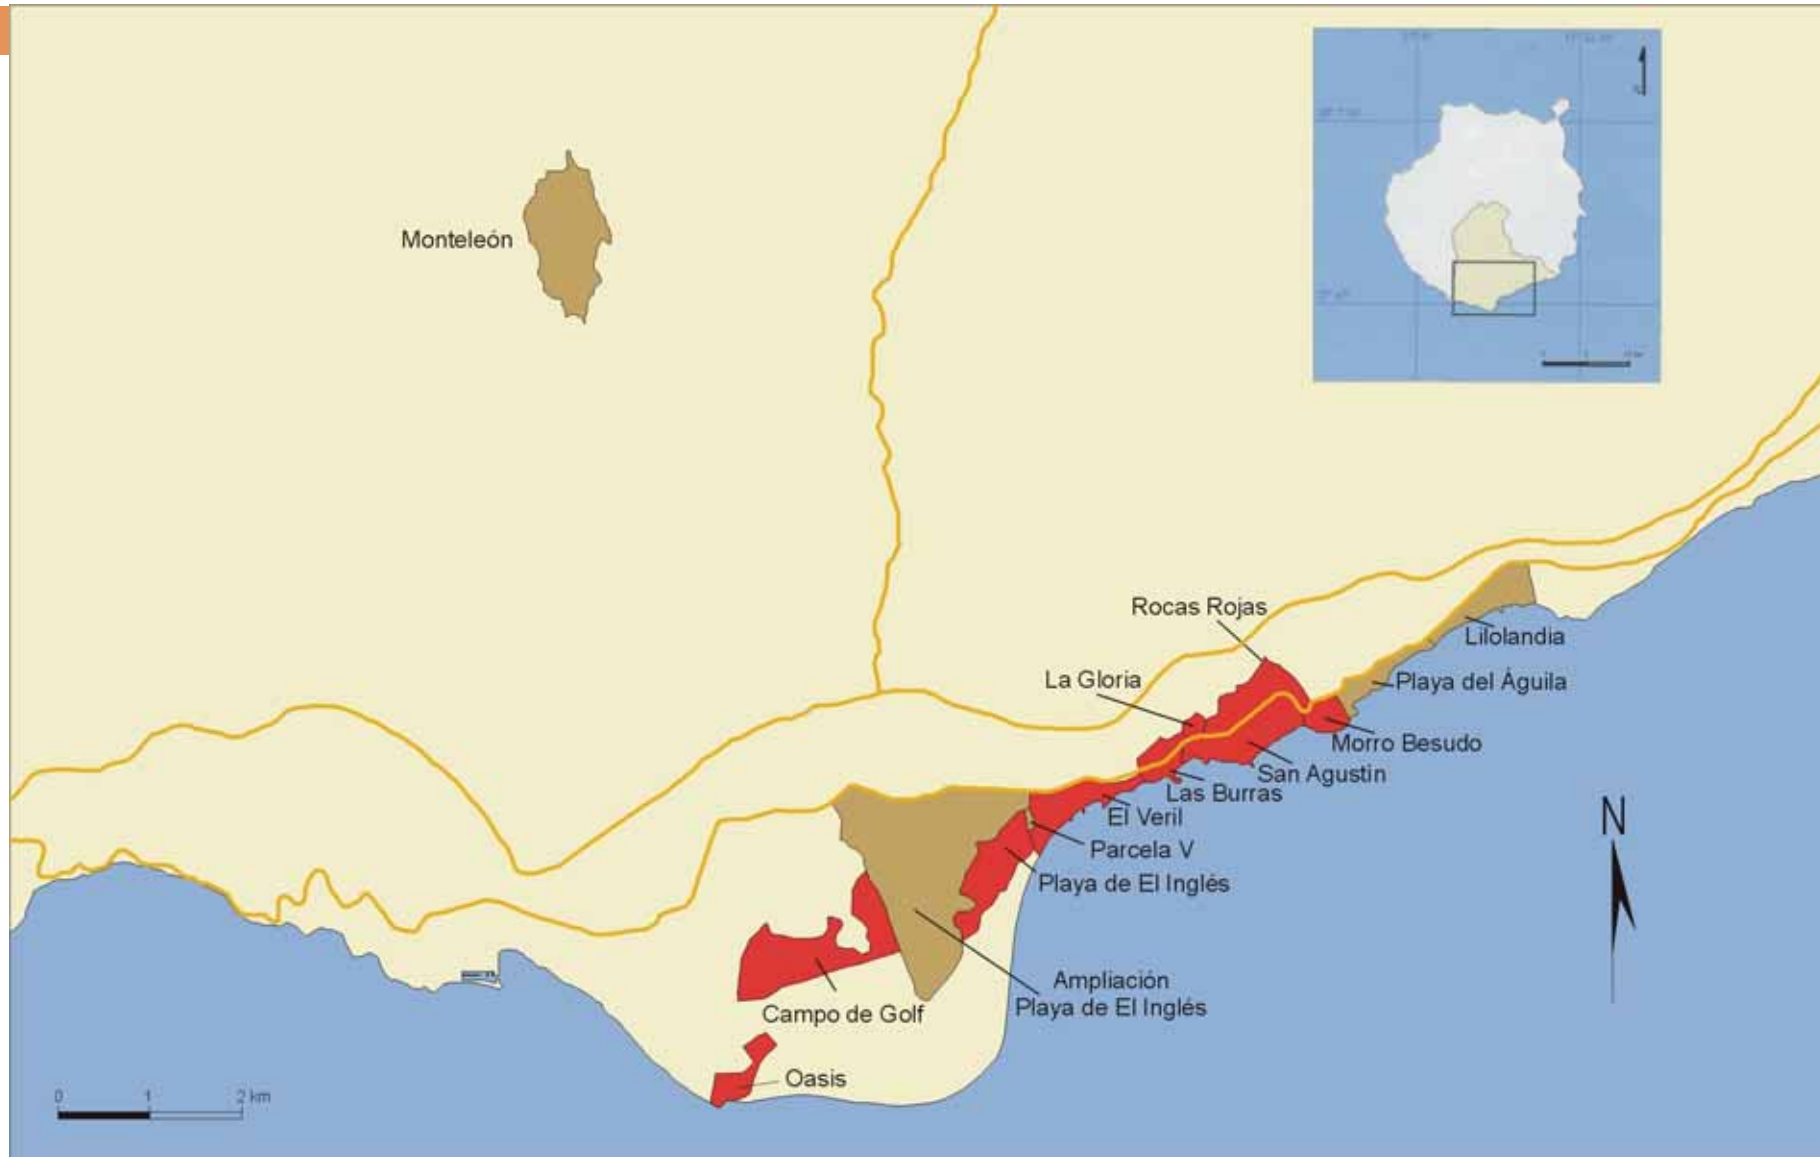 Monteleón
Rocas Rojas
Lilolandia
La Gloria
Playa del Águila
Morro Besudo
San Agustín
Las Burras
El Veril
Parcela V
Playa de El Inglés
Ampliación
Playa de El Inglés
Campo de Golf
Oasis
N
0 1 2 km